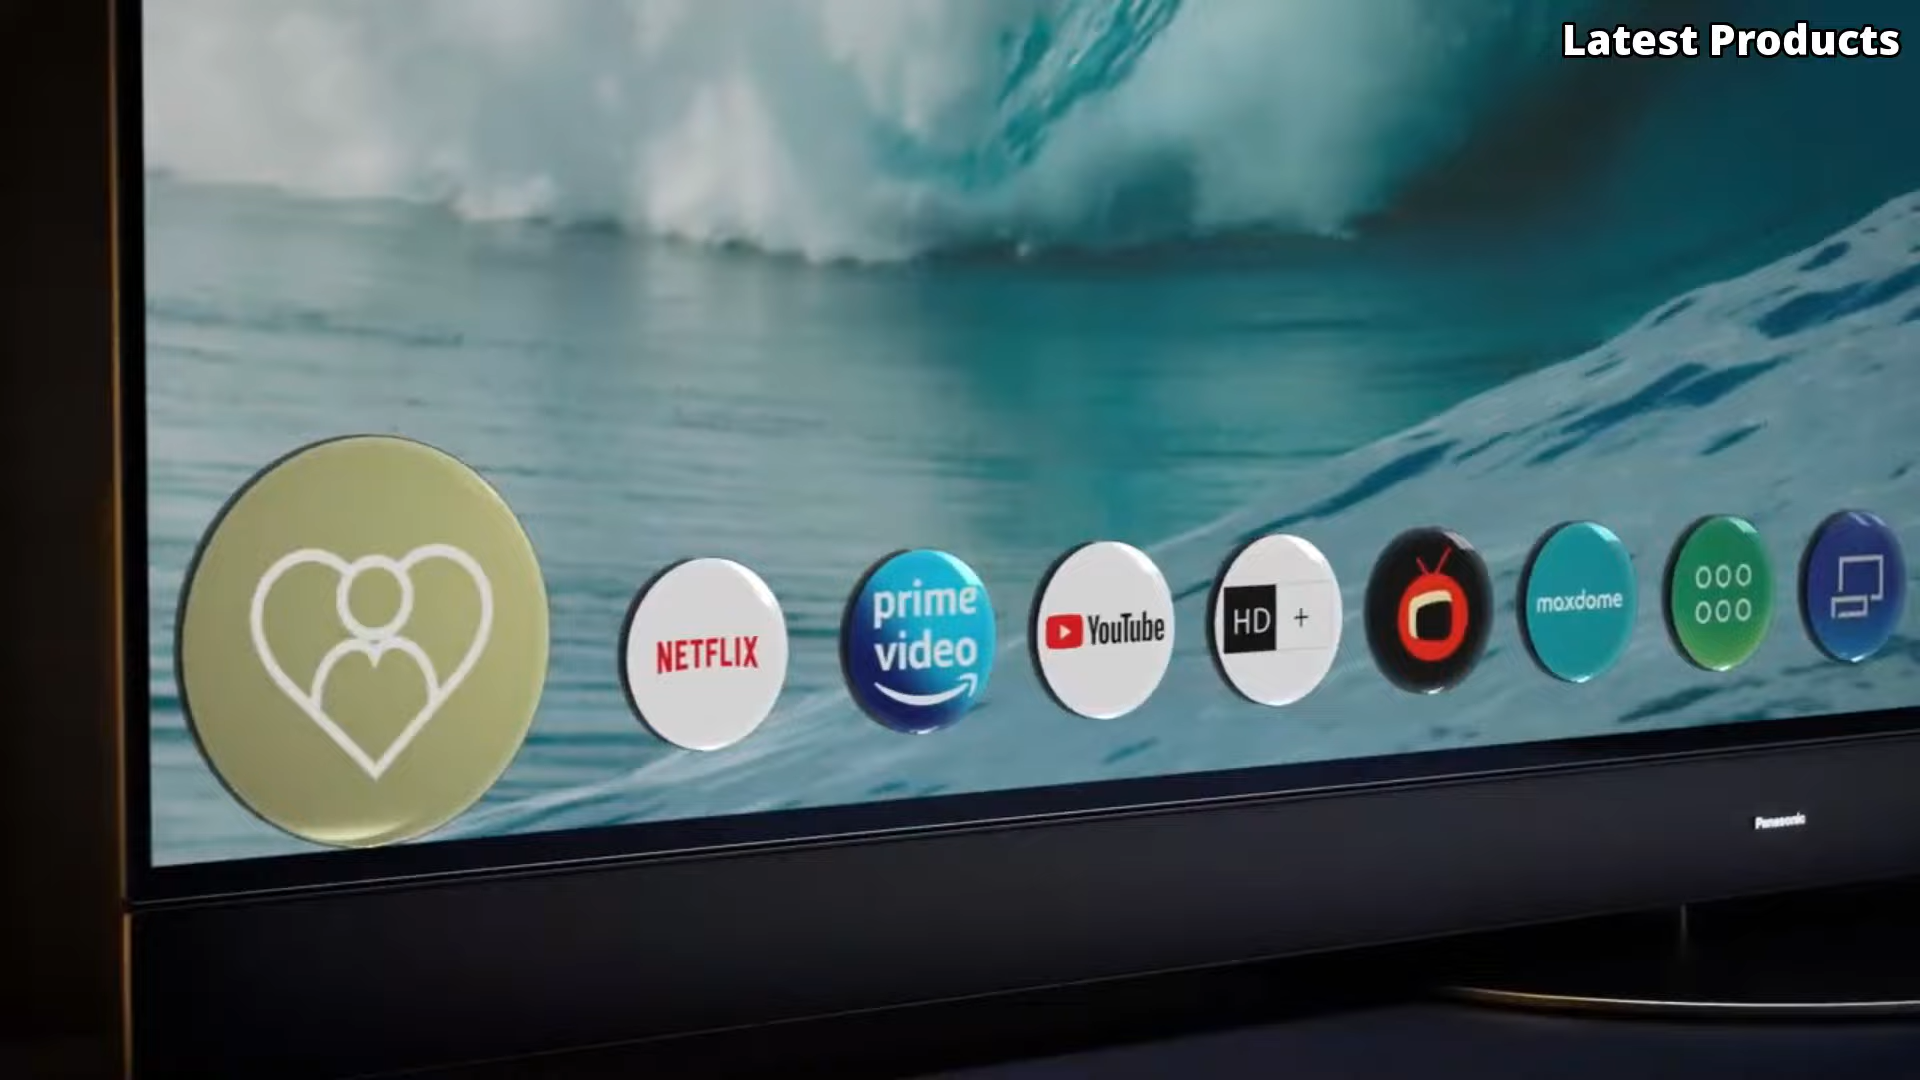 Latest Products
NETFLIX
prime
video
YouTube
HD +
maxdome
Panasonic